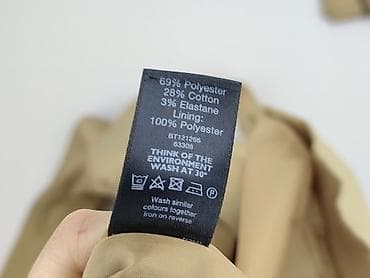 69% Polyester
28% Cotton
3% Elastane
Lining:
100% Polyester
BT121266
63308
THINK OF THE
ENVIRONMENT
WASH AT 30°
Wash similar
colours together
Iron on reverse